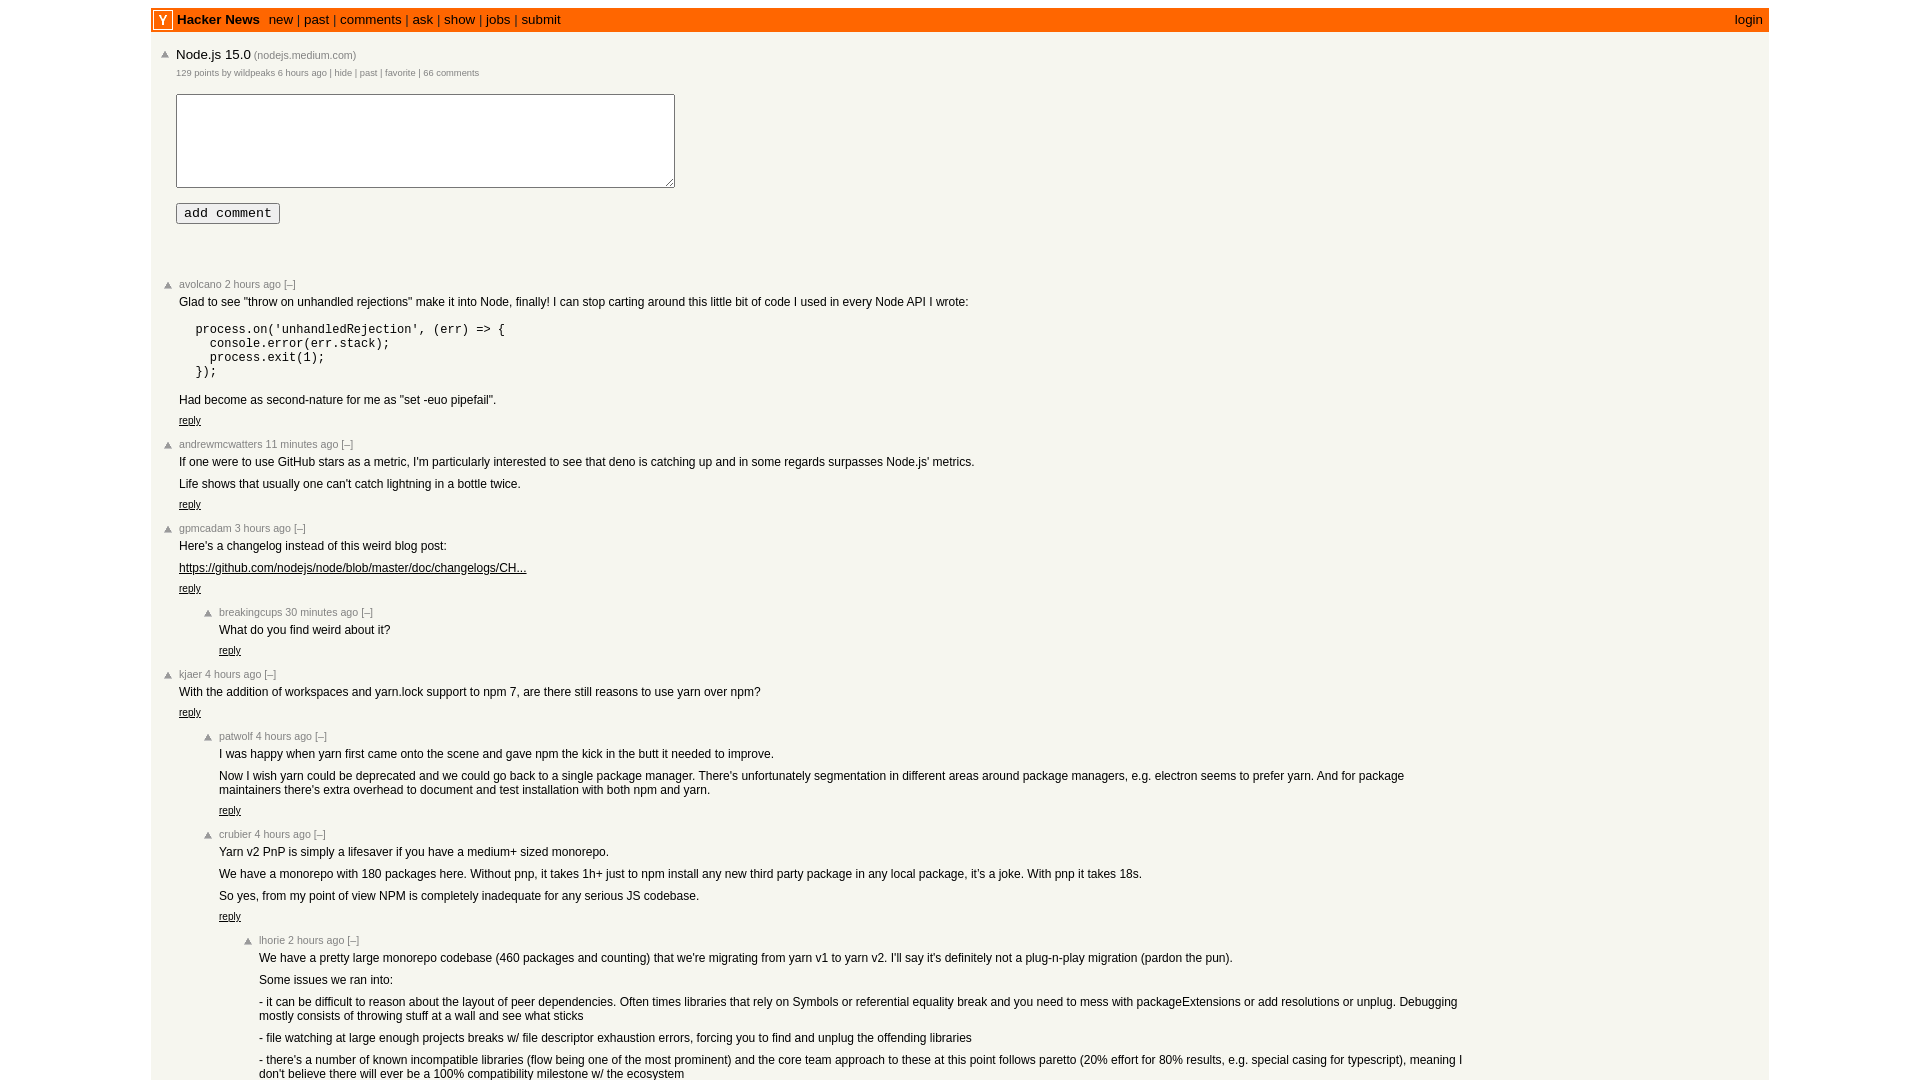 Y Hacker News new | past | comments | ask | show | jobs | submit login
Node.js 15.0 (nodejs.medium.com)
129 points by wildpeaks 6 hours ago | hide | past | favorite | 66 comments
add comment
avolcano 2 hours ago [–]
Glad to see "throw on unhandled rejections" make it into Node, finally! I can stop carting around this little bit of code I used in every Node API I wrote:
process.on('unhandledRejection', (err) => {
console.error(err.stack);
process.exit(1);
});
Had become as second-nature for me as "set -euo pipefail".
reply
andrewmcwatters 11 minutes ago [–]
If one were to use GitHub stars as a metric, I'm particularly interested to see that deno is catching up and in some regards surpasses Node.js' metrics.
Life shows that usually one can't catch lightning in a bottle twice.
reply
gpmcadam 3 hours ago [–]
Here's a changelog instead of this weird blog post:
https://github.com/nodejs/node/blob/master/doc/changelogs/CH...
reply
breakingcups 30 minutes ago [–]
What do you find weird about it?
reply
kjaer 4 hours ago [–]
With the addition of workspaces and yarn.lock support to npm 7, are there still reasons to use yarn over npm?
reply
patwolf 4 hours ago [–]
I was happy when yarn first came onto the scene and gave npm the kick in the butt it needed to improve.
Now I wish yarn could be deprecated and we could go back to a single package manager. There's unfortunately segmentation in different areas around package managers, e.g. electron seems to prefer yarn. And for package
maintainers there's extra overhead to document and test installation with both npm and yarn.
reply
crubier 4 hours ago [–]
Yarn v2 PnP is simply a lifesaver if you have a medium+ sized monorepo.
We have a monorepo with 180 packages here. Without pnp, it takes 1h+ just to npm install any new third party package in any local package, it’s a joke. With pnp it takes 18s.
So yes, from my point of view NPM is completely inadequate for any serious JS codebase.
reply
lhorie 2 hours ago [–]
We have a pretty large monorepo codebase (460 packages and counting) that we're migrating from yarn v1 to yarn v2. I'll say it's definitely not a plug-n-play migration (pardon the pun).
Some issues we ran into:
- it can be difficult to reason about the layout of peer dependencies. Often times libraries that rely on Symbols or referential equality break and you need to mess with packageExtensions or add resolutions or unplug. Debugging
mostly consists of throwing stuff at a wall and see what sticks
- file watching at large enough projects breaks w/ file descriptor exhaustion errors, forcing you to find and unplug the offending libraries
- there's a number of known incompatible libraries (flow being one of the most prominent) and the core team approach to these at this point follows paretto (20% effort for 80% results, e.g. special casing for typescript), meaning I
don't believe there will ever be a 100% compatibility milestone w/ the ecosystem